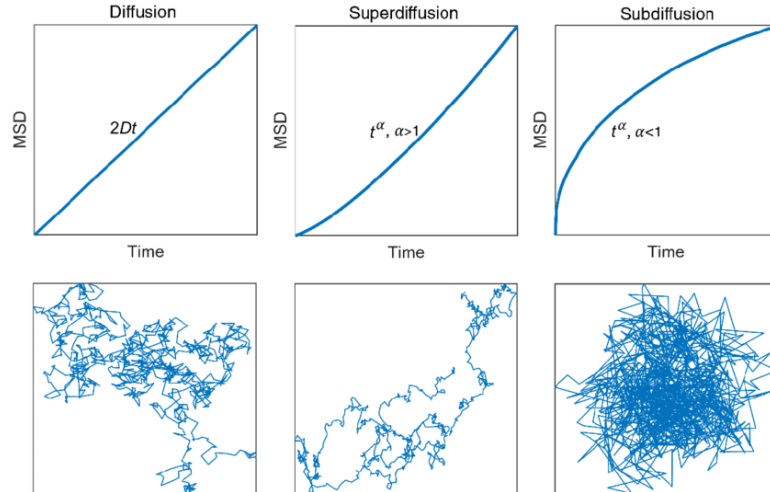 Diffusion
Superdiffusion
Subdiffusion
MSD
2Dt
Time
MSD
t^α, α>1
Time
MSD
t^α, α<1
Time